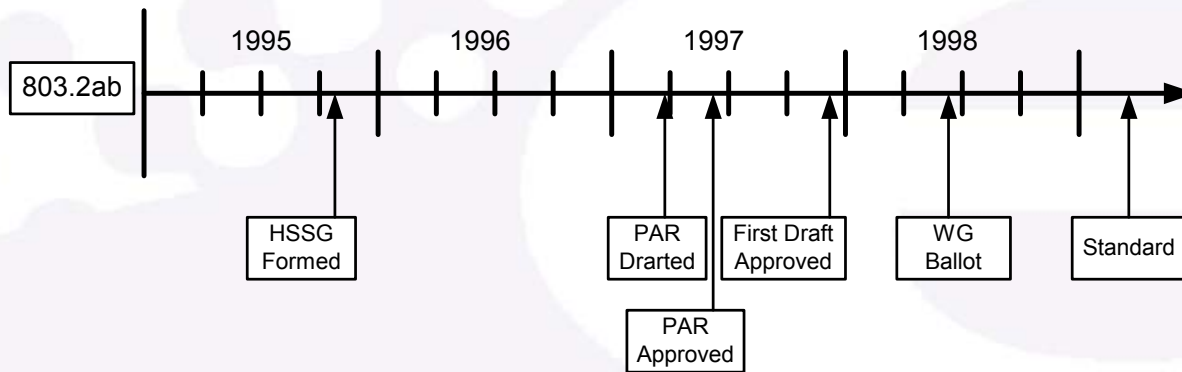 1995
1996
1997
1998
803.2ab
HSSG
Formed
PAR
Drarted
First Draft
Approved
WG
Ballot
Standard
PAR
Approved